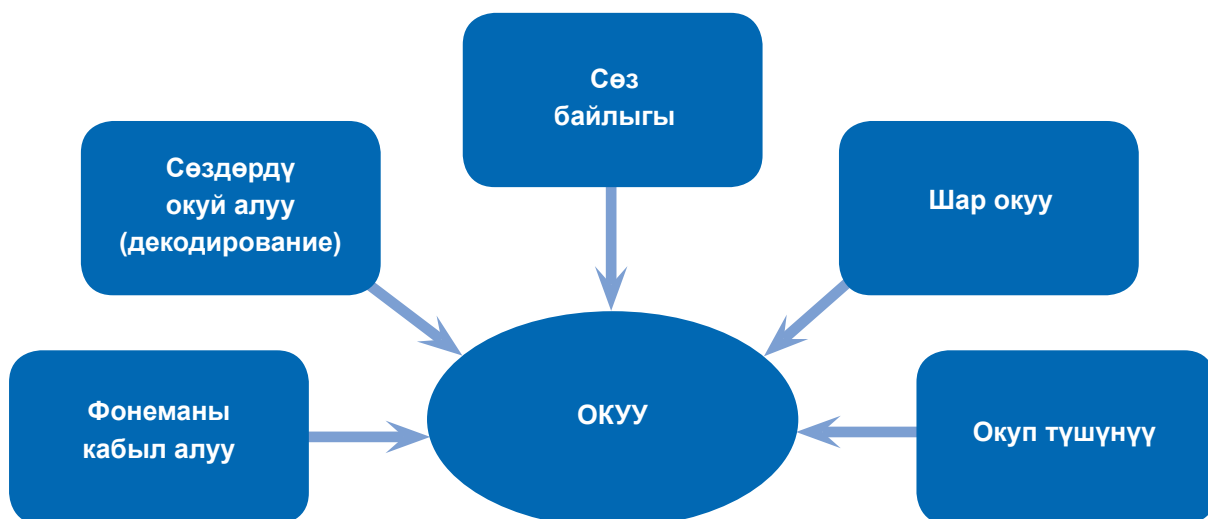 Сөз
байлыгы
Сөздөрдү
окуй алуу
(декодирование)
Шар окуу
Фонеманы
кабыл алуу
ОКУУ
Окуп түшүнүү